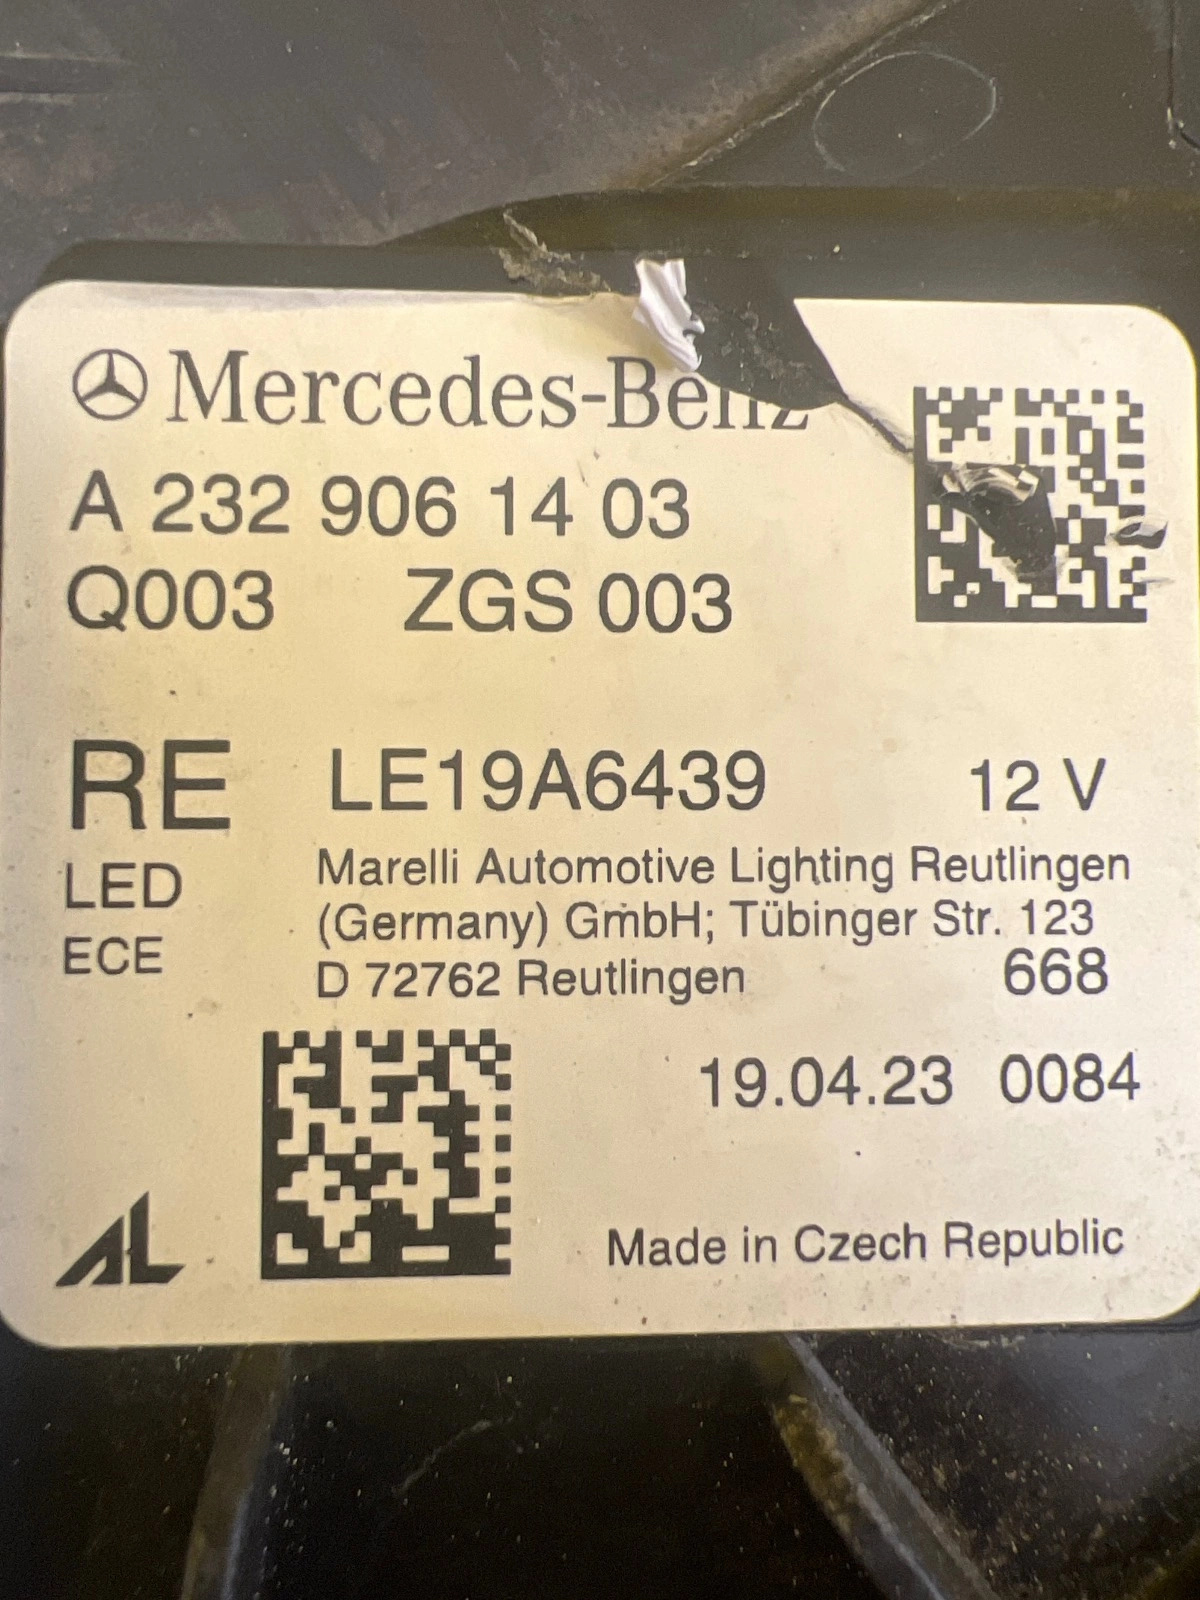 Mercedes-Benz
A 232 906 14 03
Q003 ZGS 003
RE LE19A6439 12 V
LED
ECE
Marelli Automotive Lighting Reutlingen
(Germany) GmbH; Tübinger Str. 123
D 72762 Reutlingen 668
19.04.23 0084
AL
Made in Czech Republic